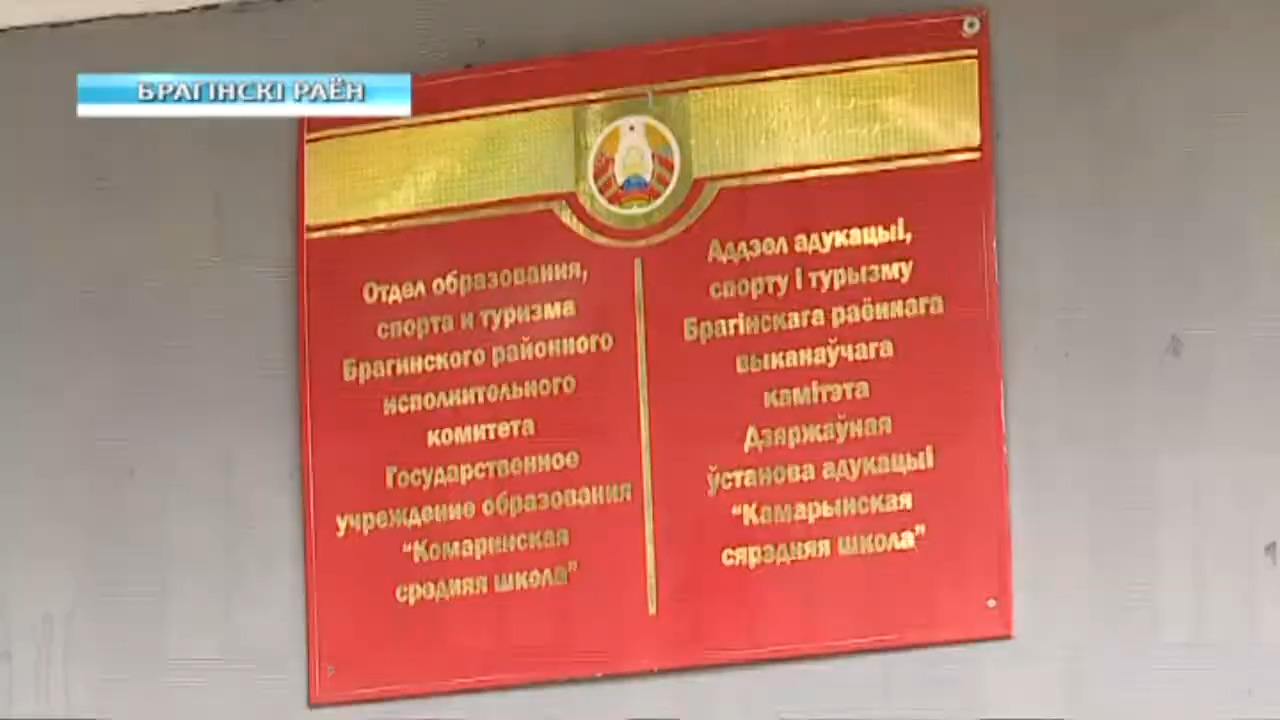 БРАГІНСКІ РАЁН
Отдел образования,
спорта и туризма
Брагинского районного
исполнительного
комитета
Государственное
учреждение образования
“Комаринская
средняя школа”
Аддзел адукацыі,
спорту і турызму
Брагінскага раённага
выканаўчага
камітэта
Дзяржаўная
ўстанова адукацыі
“Камарынская
сярэдняя школа”